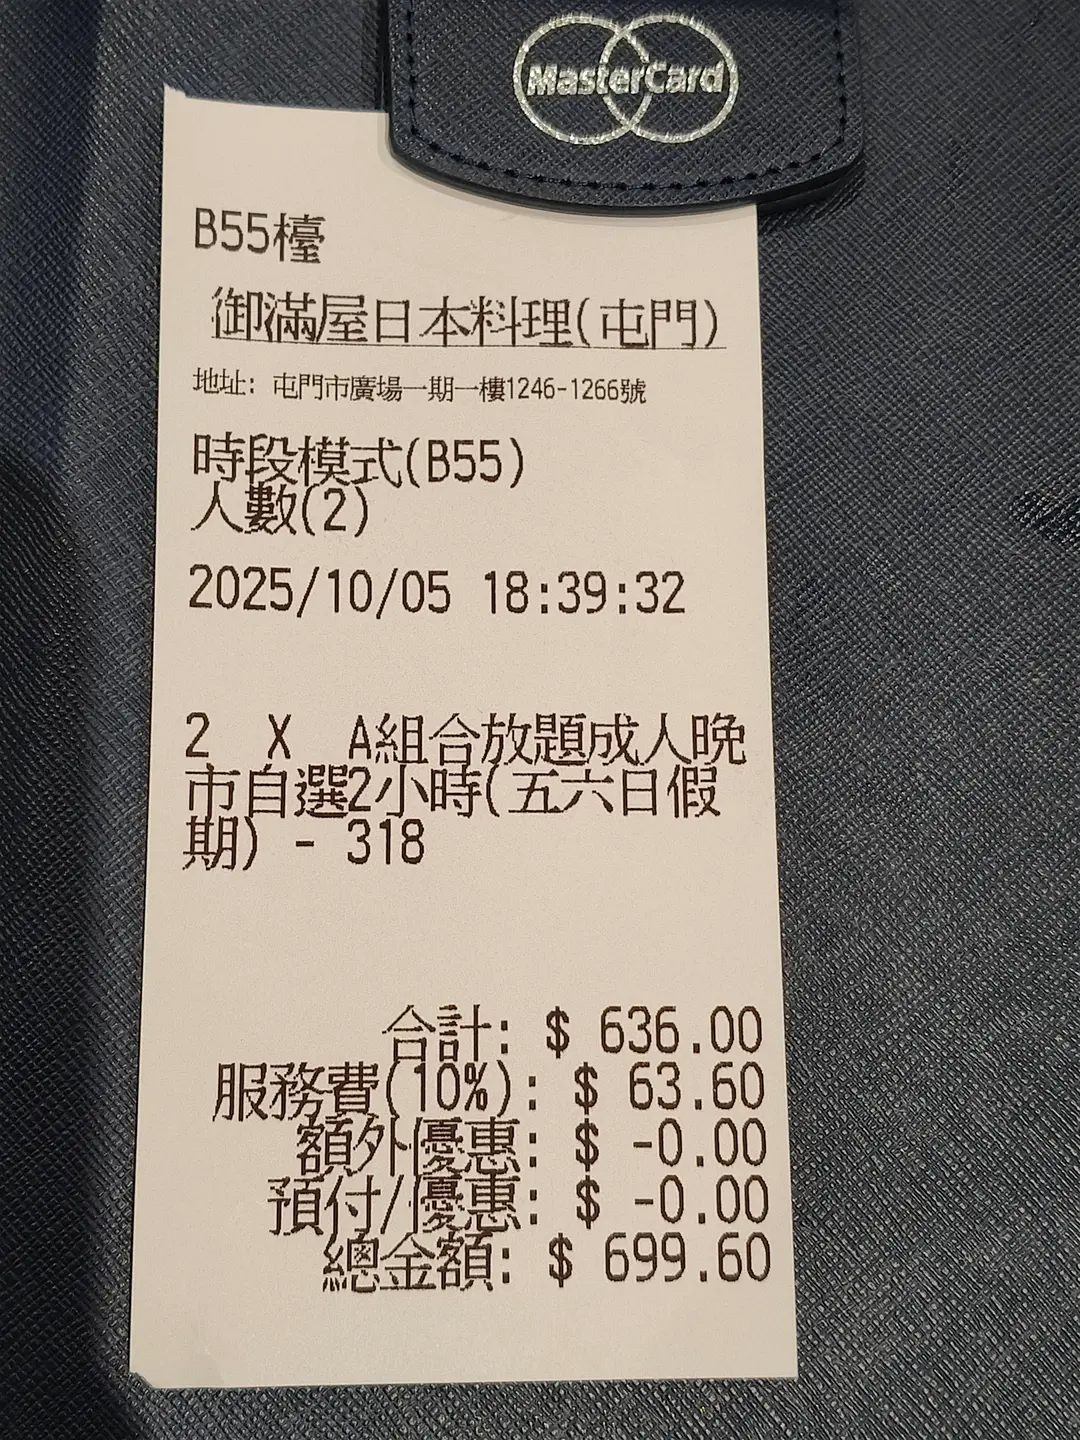 MasterCard
B55檯
御滿屋日本料理(屯門)
地址: 屯門市廣場一期一樓1246-1266號
時段模式(B55)
人數(2)
2025/10/05 18:39:32
2 X A組合放題成人晚
市自選2小時(五六日假
期) - 318
合計: $ 636.00
服務費(10%): $ 63.60
額外優惠: $ -0.00
預付/優惠: $ -0.00
總金額: $ 699.60